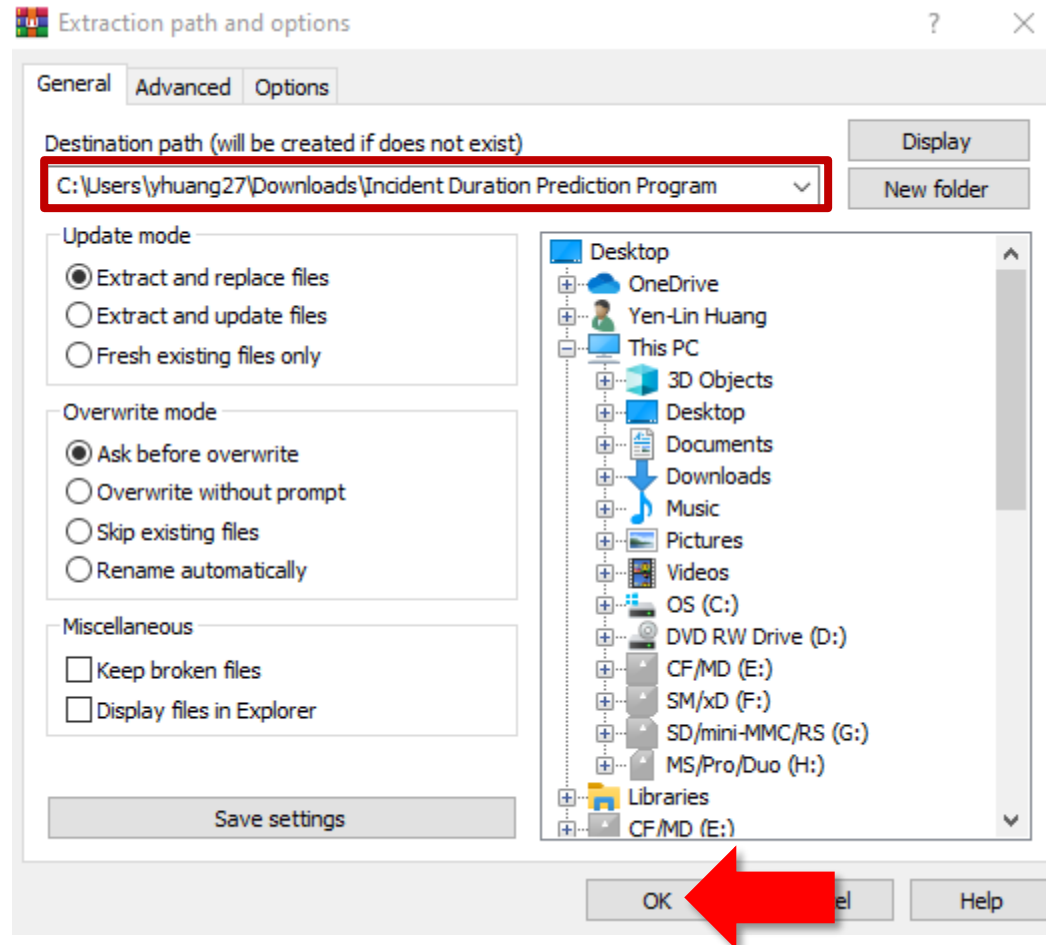 Extraction path and options
General Advanced Options
Destination path (will be created if does not exist)
Display
C:\Users\yhuang27\Downloads\Incident Duration Prediction Program
New folder
Update mode
Extract and replace files
Extract and update files
Fresh existing files only
Overwrite mode
Ask before overwrite
Overwrite without prompt
Skip existing files
Rename automatically
Miscellaneous
Keep broken files
Display files in Explorer
Save settings
Desktop
OneDrive
Yen-Lin Huang
This PC
3D Objects
Desktop
Documents
Downloads
Music
Pictures
Videos
OS (C:)
DVD RW Drive (D:)
CF/MD (E:)
SM/xD (F:)
SD/mini-MMC/RS (G:)
MS/Pro/Duo (H:)
Libraries
CF/MD (E:)
OK
Help